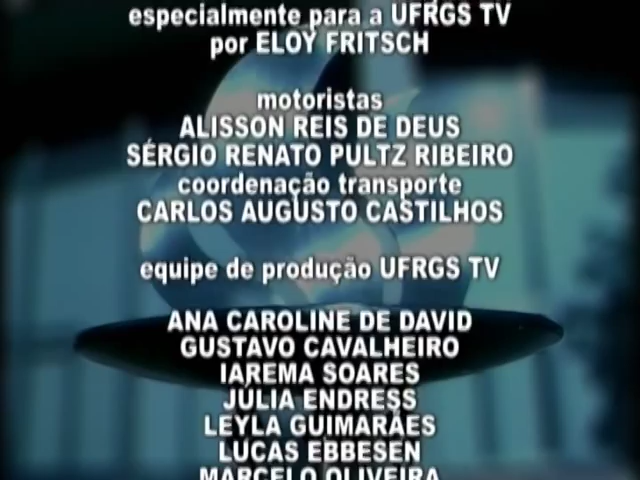 especialmente para a UFRGS TV
por ELOY FRITSCH
motoristas
ALISSON REIS DE DEUS
SÉRGIO RENATO PULTZ RIBEIRO
coordenação transporte
CARLOS AUGUSTO CASTILHOS
equipe de produção UFRGS TV
ANA CAROLINE DE DAVID
GUSTAVO CAVALHEIRO
IAREMA SOARES
JÚLIA ENDRESS
LEYLA GUIMARÃES
LUCAS EBBESEN
MARCELO OLIVEIRA